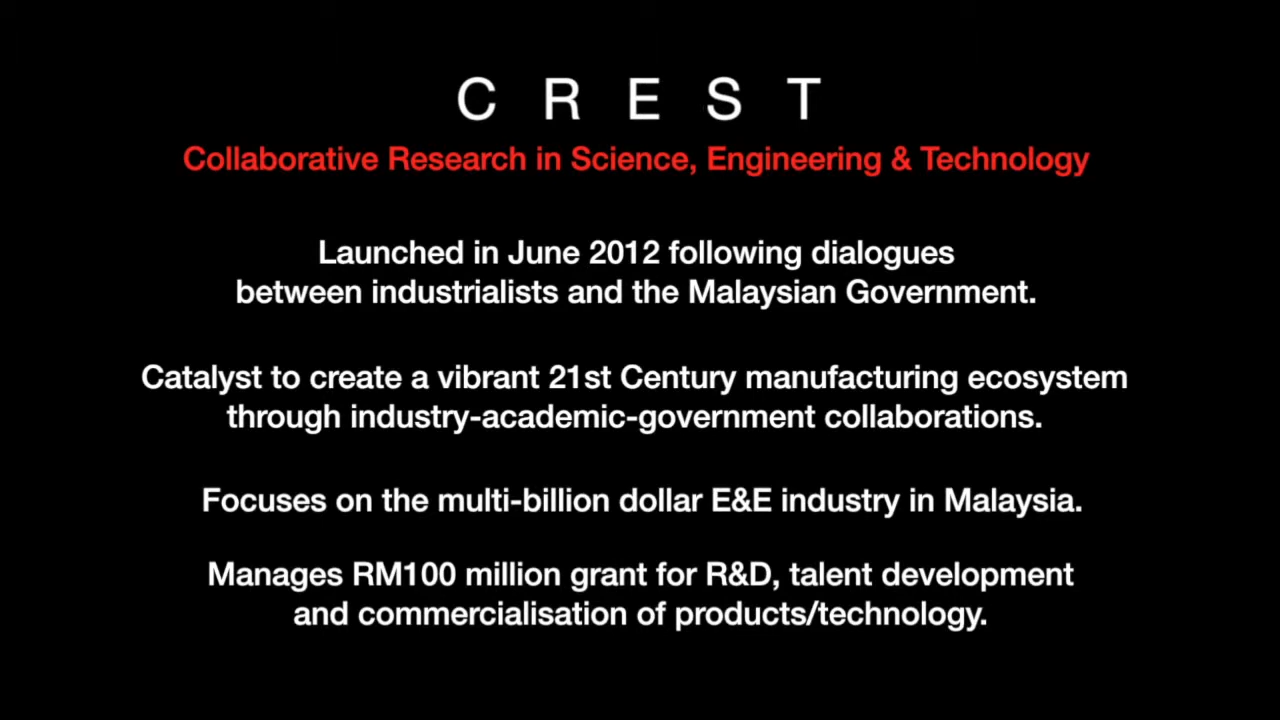 C R E S T
Collaborative Research in Science, Engineering & Technology
Launched in June 2012 following dialogues
between industrialists and the Malaysian Government.
Catalyst to create a vibrant 21st Century manufacturing ecosystem
through industry-academic-government collaborations.
Focuses on the multi-billion dollar E&E industry in Malaysia.
Manages RM100 million grant for R&D, talent development
and commercialisation of products/technology.